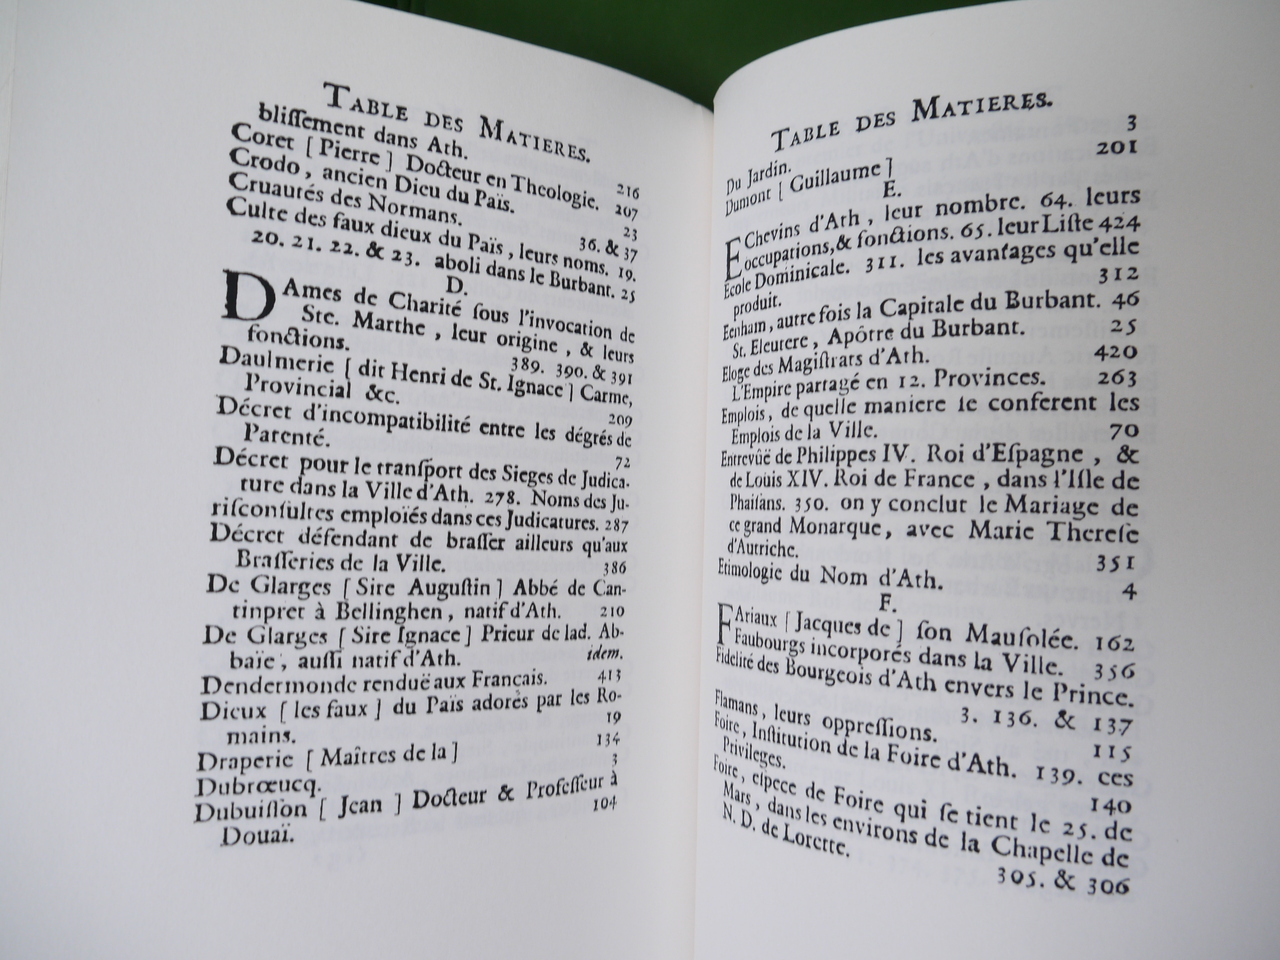 TABLE DES MATIERES.
bliſſement dans Ath. 216
Coret [ Pierre ] Docteur en Theologie. 207
Crodo, ancien Dieu du Païs. 23
Cruautés des Normans. 36. & 37
Culte des faux dieux du Païs, leurs noms. 19.
20. 21. 22. & 23. aboli dans le Burbant. 25
D.
DAmes de Charité ſous l'invocation de
Ste. Marthe, leur origine, & leurs
fonctions. 389. 390. & 391
Daulmerie [ dit Henri de St. Ignace ] Carme,
Provincial &c. 209
Décret d'incompatibilité entre les dégrés de
Parenté. 72
Décret pour le tranſport des Sieges de Judica-
ture dans la Ville d'Ath. 278. Noms des Ju-
riſconſultes emploïés dans ces Judicatures. 287
Décret défendant de braſſer ailleurs qu'aux
Braſſeries de la Ville. 386
De Glarges [ Sire Auguſtin ] Abbé de Can-
tinpret à Bellinghen, natif d'Ath. 210
De Glarges [ Sire Ignace ] Prieur de lad. Ab-
baïe, auſſi natif d'Ath. idem.
Dendermonde renduë aux Français. 413
Dieux [ les faux ] du Païs adorés par les Ro-
mains. 19
Draperie [ Maîtres de la ] 134
Dubrœucq. 3
Dubuiſſon [ Jean ] Docteur & Profeſſeur à
Douaï. 104
TABLE DES MATIERES.
Du Jardin. 3
Dumont [ Guillaume ] 201
E.
EChevins d'Ath, leur nombre. 64. leurs
occupations, & fonctions. 65. leur Liſte 424
École Dominicale. 311. les avantages qu'elle
produit. 312
Eenham, autre fois la Capitale du Burbant. 46
St. Eleutere, Apôtre du Burbant. 25
Eloge des Magiſtrats d'Ath. 420
L'Empire partagé en 12. Provinces. 263
Emplois, de quelle maniere ſe conferent les
Emplois de la Ville. 70
Entrevûë de Philippes IV. Roi d'Eſpagne, &
de Louis XIV. Roi de France, dans l'Iſle de
Phaiſans. 350. on y conclut le Mariage de
ce grand Monarque, avec Marie Thereſe
d'Autriche. 351
Etimologie du Nom d'Ath. 4
F.
FAriaux [ Jacques de ] ſon Mauſolée. 162
Faubourgs incorporés dans la Ville. 356
Fidelité des Bourgeois d'Ath envers le Prince.
3. 136. & 137
Flamans, leurs oppreſſions. 115
Foire, Inſtitution de la Foire d'Ath. 139. ces
Privileges. 140
Foire, eſpece de Foire qui ſe tient le 25. de
Mars, dans les environs de la Chapelle de
N. D. de Lorette. 305. & 306